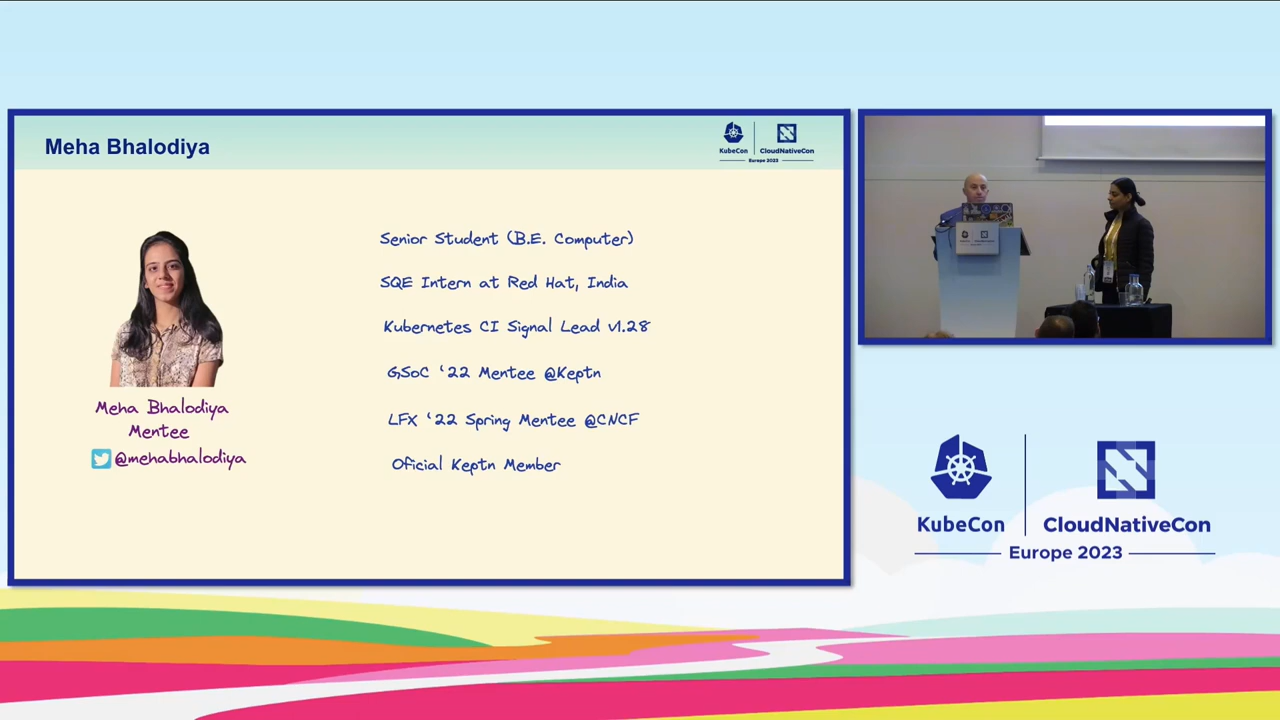 Meha Bhalodiya
KubeCon
CloudNativeCon
Europe 2023
Meha Bhalodiya
Mentee
@mehabhalodiya
Senior Student (B.E. Computer)
SQE Intern at Red Hat, India
Kubernetes CI Signal Lead v1.28
GSoC '22 Mentee @Keptn
LFX '22 Spring Mentee @CNCF
Oficial Keptn Member
KubeCon
CloudNativeCon
Europe 2023